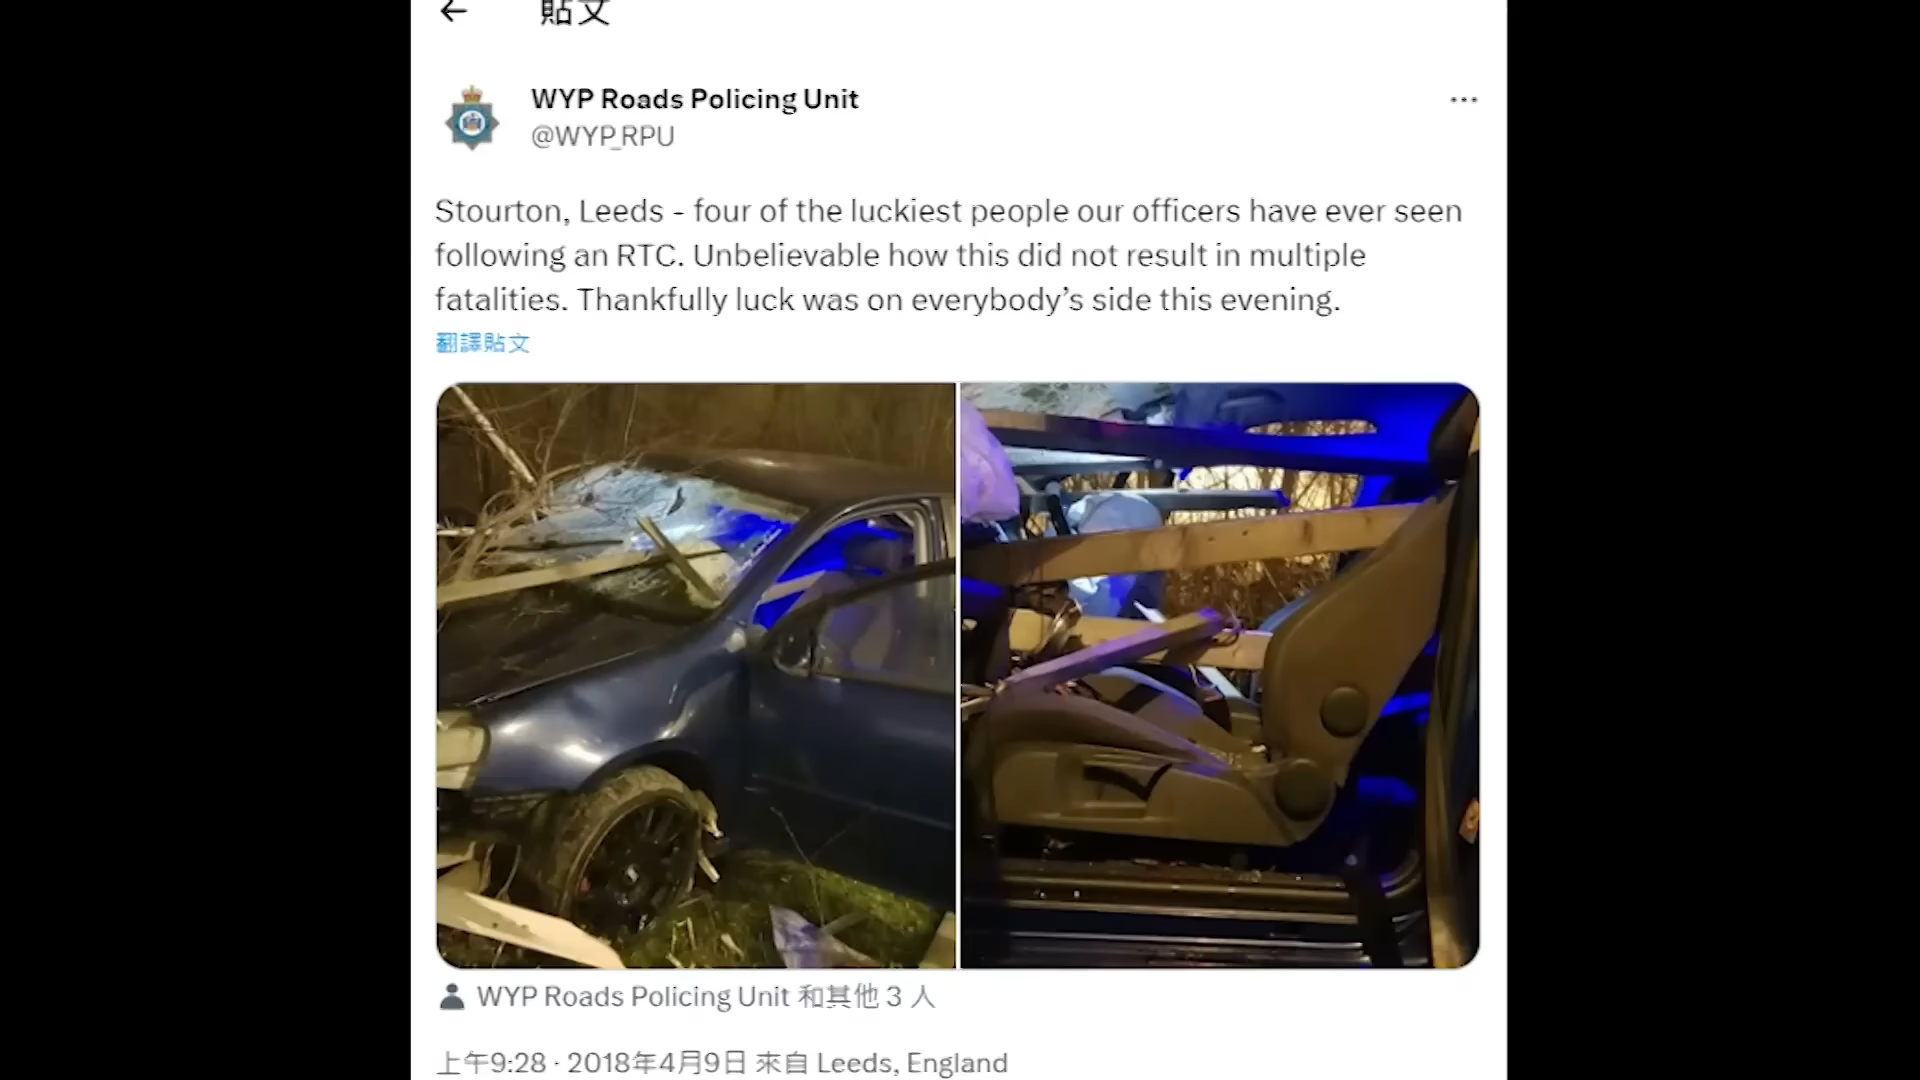 貼文
WYP Roads Policing Unit
@WYP_RPU
Stourton, Leeds - four of the luckiest people our officers have ever seen
following an RTC. Unbelievable how this did not result in multiple
fatalities. Thankfully luck was on everybody’s side this evening.
翻譯貼文
WYP Roads Policing Unit 和其他 3 人
上午9:28 · 2018年4月9日 來自 Leeds, England